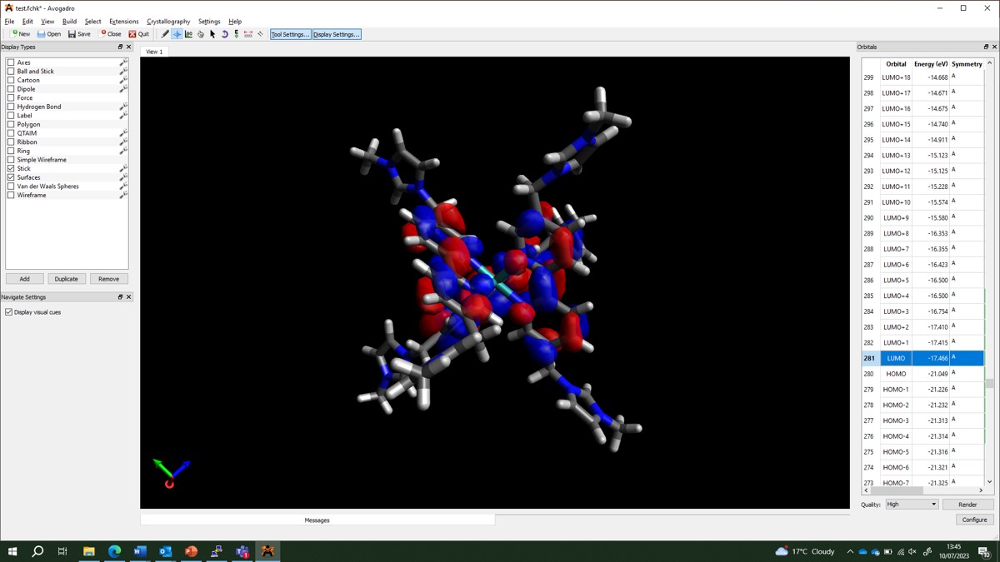 test.fchk* - Avogadro
File Edit View Build Select Extensions Crystallography Settings Help
New Open Save Close Quit Tool Settings... Display Settings...
Display Types
Axes
Ball and Stick
Cartoon
Dipole
Force
Hydrogen Bond
Label
Polygon
QTAIM
Ribbon
Ring
Simple Wireframe
Stick
Surfaces
Van der Waals Spheres
Wireframe
Add Duplicate Remove
Navigate Settings
Display visual cues
View 1
Messages
Orbitals
Orbital Energy (eV) Symmetry
299 LUMO+18 -14.668 A
298 LUMO+17 -14.671 A
297 LUMO+16 -14.675 A
296 LUMO+15 -14.740 A
295 LUMO+14 -14.911 A
294 LUMO+13 -15.123 A
293 LUMO+12 -15.125 A
292 LUMO+11 -15.228 A
291 LUMO+10 -15.574 A
290 LUMO+9 -15.580 A
289 LUMO+8 -16.353 A
288 LUMO+7 -16.355 A
287 LUMO+6 -16.423 A
286 LUMO+5 -16.500 A
285 LUMO+4 -16.500 A
284 LUMO+3 -16.754 A
283 LUMO+2 -17.410 A
282 LUMO+1 -17.415 A
281 LUMO -17.466 A
280 HOMO -21.049 A
279 HOMO-1 -21.226 A
278 HOMO-2 -21.232 A
277 HOMO-3 -21.313 A
276 HOMO-4 -21.314 A
275 HOMO-5 -21.316 A
274 HOMO-6 -21.321 A
273 HOMO-7 -21.325 A
Quality: High Render
Configure
17°C Cloudy
13:45
10/07/2023
10